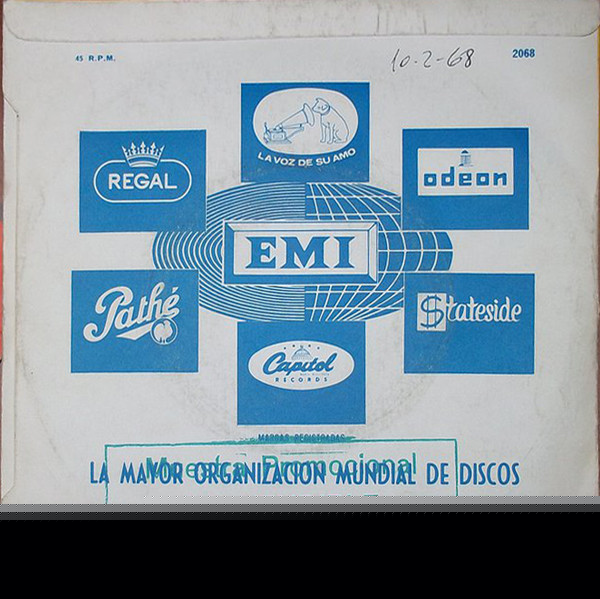 45 R.P.M.
10-2-68
2068
LA VOZ DE SU AMO
REGAL
odeon
EMI
Pathé
Stateside
Capitol
RECORDS
MARCAS REGISTRADAS
Muestra Promocional
LA MAYOR ORGANIZACION MUNDIAL DE DISCOS